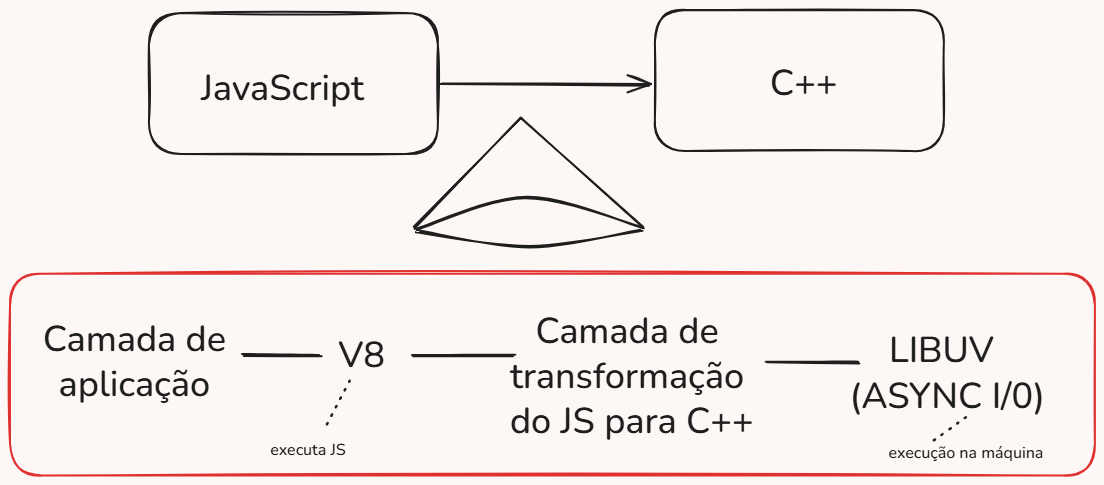 JavaScript
C++
Camada de
aplicação
V8
executa JS
Camada de
transformação
do JS para C++
LIBUV
(ASYNC I/0)
execução na máquina